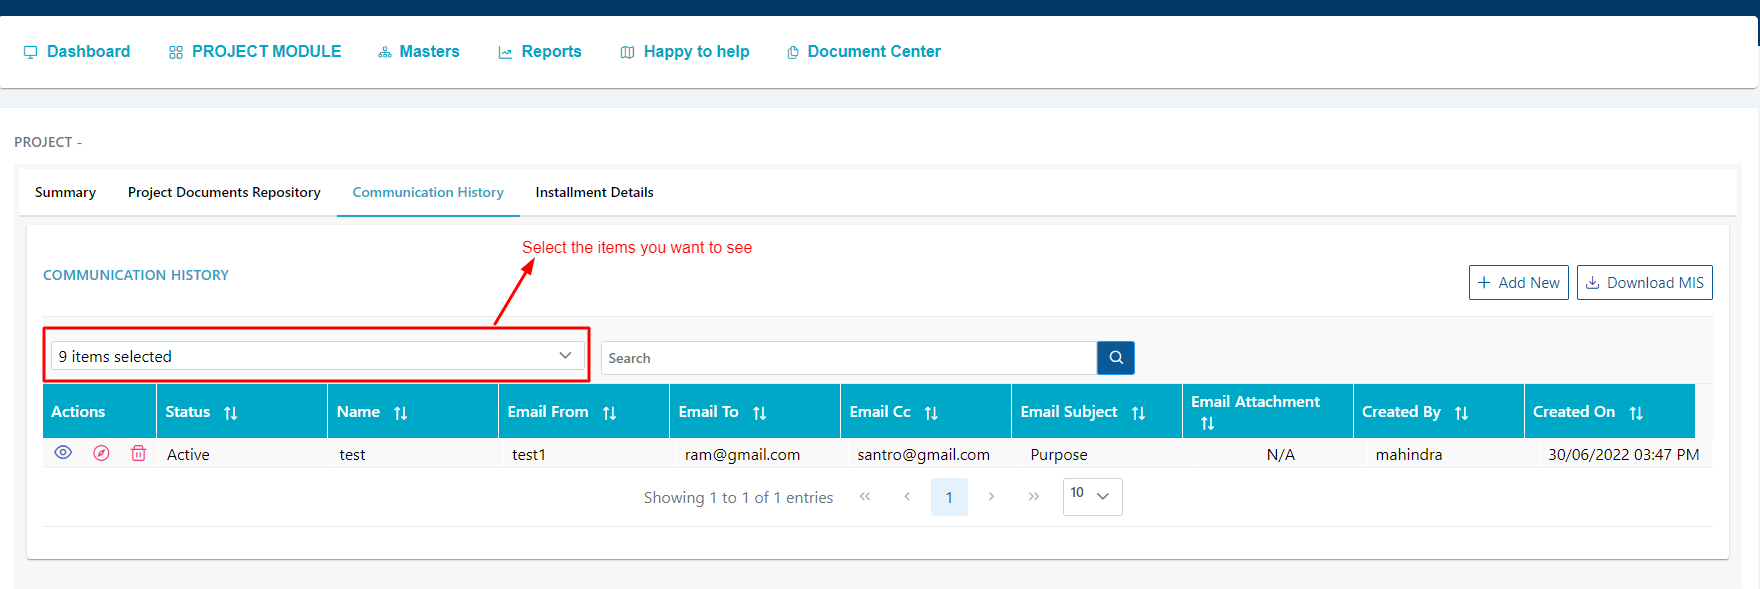 Dashboard PROJECT MODULE Masters Reports Happy to help Document Center
PROJECT -
Summary Project Documents Repository Communication History Installment Details
Select the items you want to see
COMMUNICATION HISTORY
Add New Download MIS
9 items selected Search
Actions Status Name Email From Email To Email Cc Email Subject Email Attachment Created By Created On
Active test test1 ram@gmail.com santro@gmail.com Purpose N/A mahindra 30/06/2022 03:47 PM
Showing 1 to 1 of 1 entries « ‹ 1 › » 10